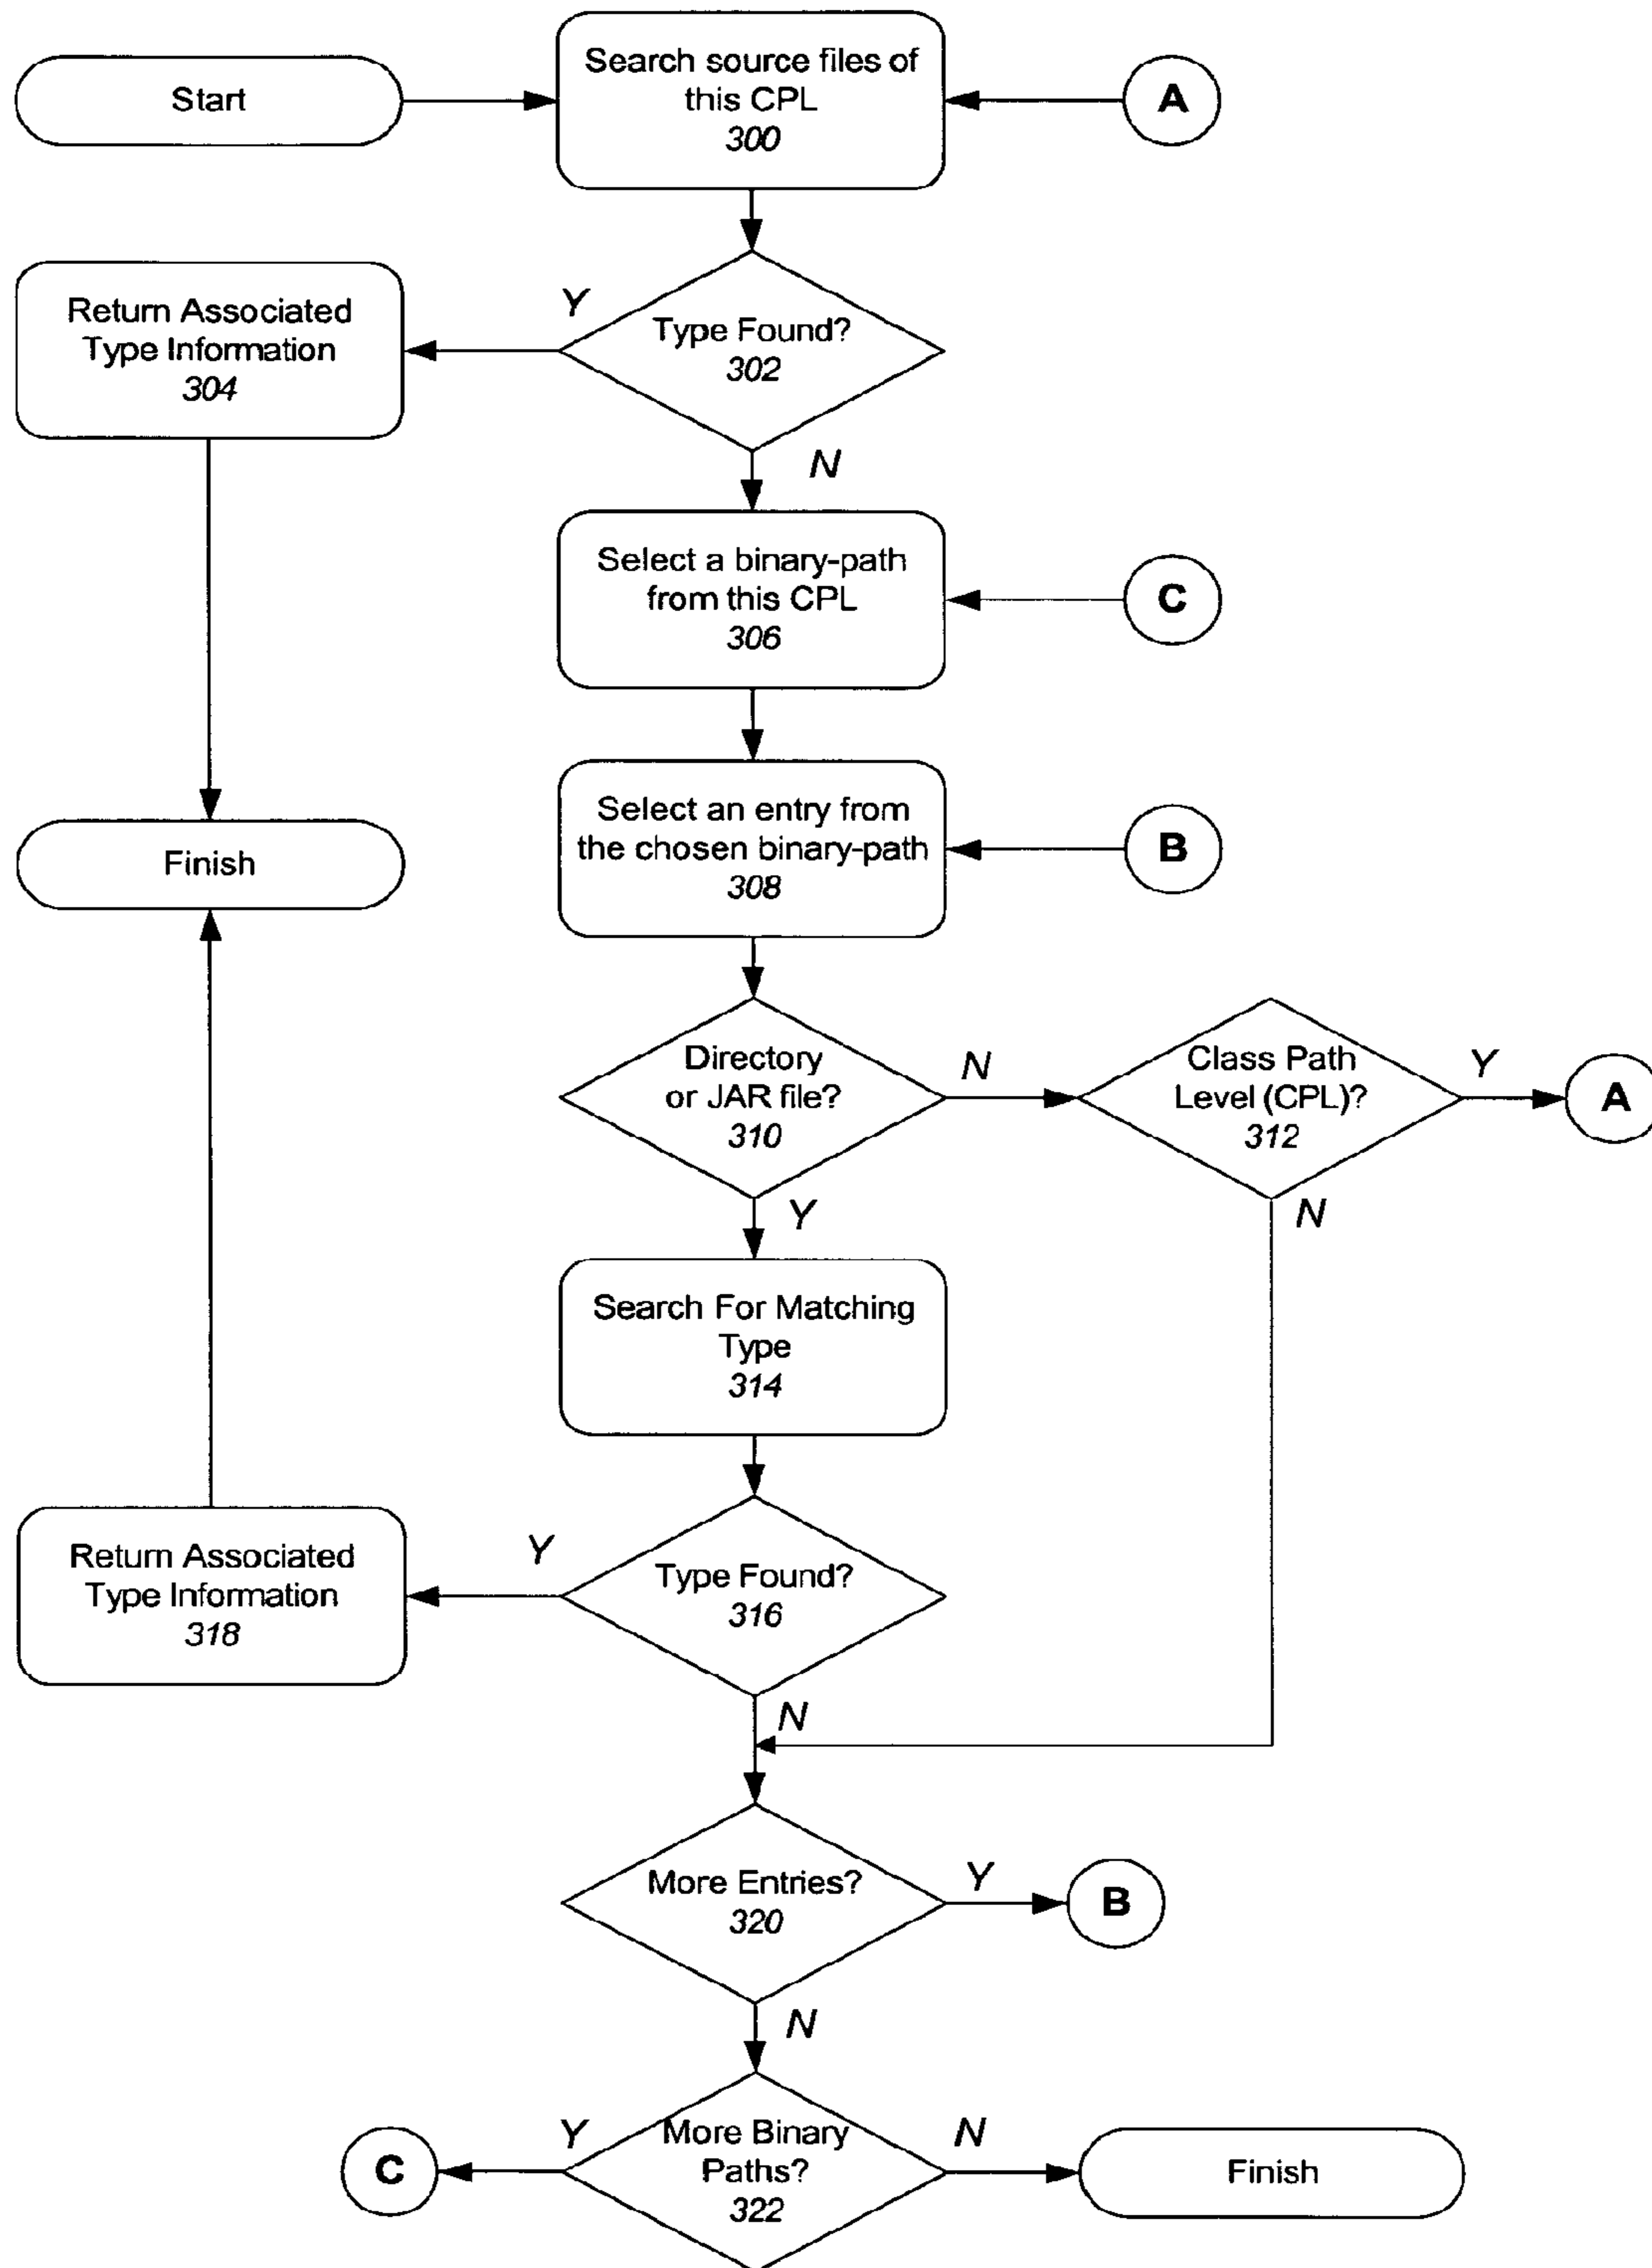 Start
Search source files of
this CPL
300
A
Return Associated
Type Information
304
Y
Type Found?
302
N
Select a binary-path
from this CPL
306
C
Finish
Select an entry from
the chosen binary-path
308
B
Directory
or JAR file?
310
N
Class Path
Level (CPL)?
312
Y
A
Y
N
Search For Matching
Type
314
Return Associated
Type Information
318
Y
Type Found?
316
N
More Entries?
320
Y
B
N
C
Y
More Binary
Paths?
322
N
Finish